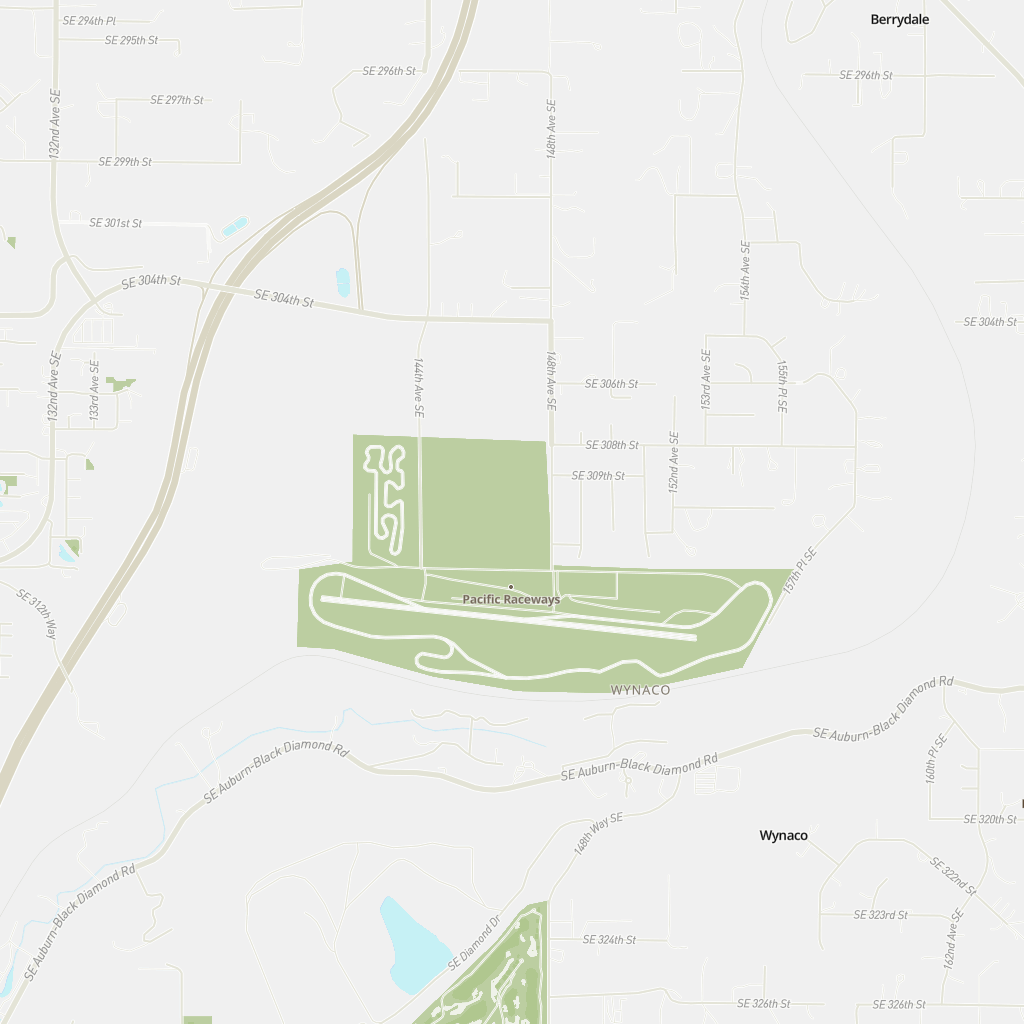 SE 294th Pl
Berrydale
SE 295th St
SE 296th St
SE 296th St
SE 297th St
132nd Ave SE
148th Ave SE
SE 299th St
SE 301st St
154th Ave SE
SE 304th St
SE 304th St
SE 304th St
132nd Ave SE
133rd Ave SE
144th Ave SE
148th Ave SE
153rd Ave SE
155th Pl SE
SE 306th St
SE 308th St
152nd Ave SE
SE 309th St
157th Pl SE
SE 312th Way
Pacific Raceways
WYNACO
SE Auburn-Black Diamond Rd
SE Auburn-Black Diamond Rd
SE Auburn-Black Diamond Rd
160th Pl SE
148th Way SE
SE 320th St
Wynaco
SE Auburn-Black Diamond Rd
SE 322nd St
SE 323rd St
SE Diamond Dr
SE 324th St
162nd Ave SE
SE 326th St
SE 326th St